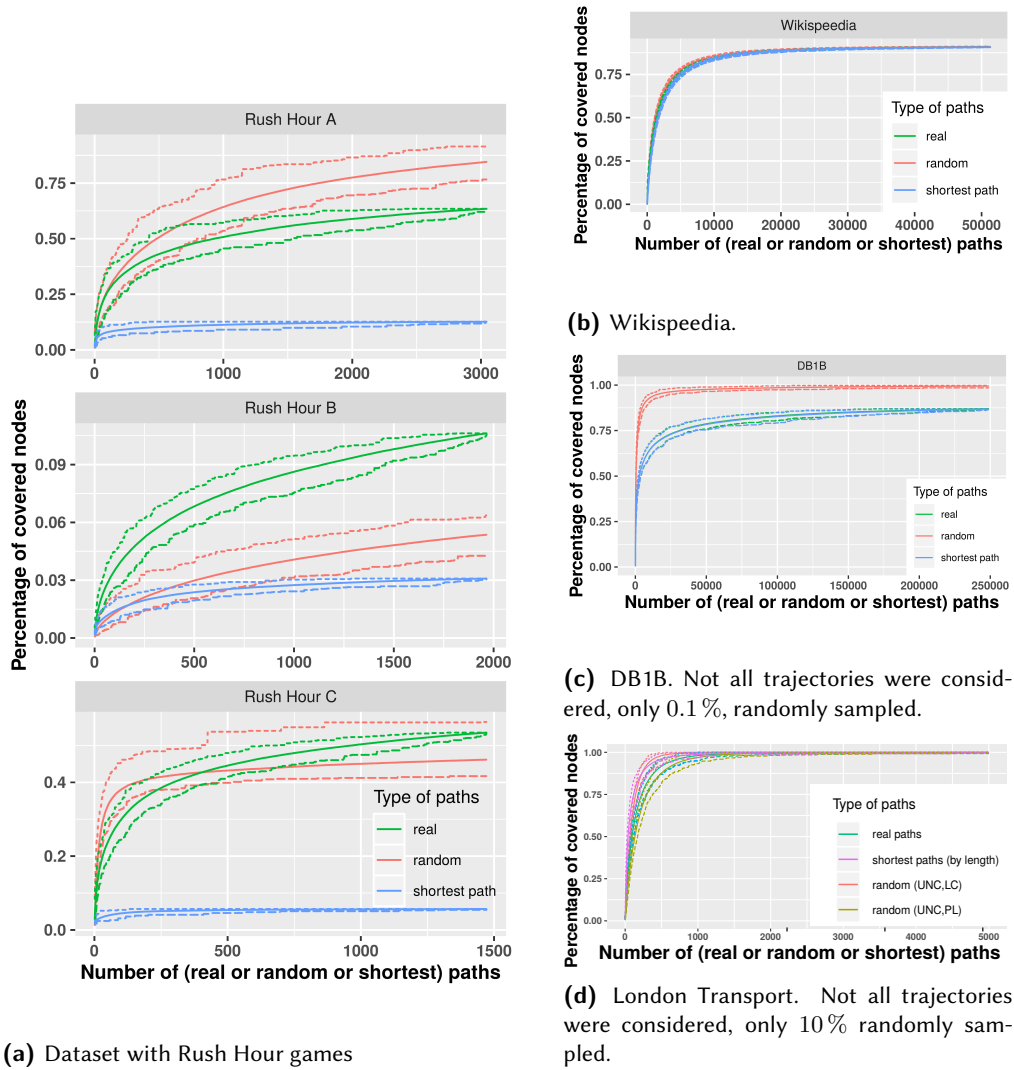 Rush Hour A
0.75
0.50
0.25
0.00
0
1000
2000
3000
Rush Hour B
Percentage of covered nodes
0.09
0.06
0.03
0.00
0
500
1000
1500
2000
Rush Hour C
0.4
0.2
0.0
Type of paths
real
random
shortest path
0
500
1000
1500
Number of (real or random or shortest) paths
(a) Dataset with Rush Hour games
Wikispeedia
Percentage of covered nodes
0.75
0.50
0.25
0.00
Type of paths
real
random
shortest path
0
10000
20000
30000
40000
50000
Number of (real or random or shortest) paths
(b) Wikispeedia.
DB1B
Percentage of covered nodes
1.00
0.75
0.50
0.25
0.00
Type of paths
real
random
shortest path
0
50000
100000
150000
200000
250000
Number of (real or random or shortest) paths
(c) DB1B. Not all trajectories were consid-
ered, only 0.1 %, randomly sampled.
Percentage of covered nodes
1.00
0.75
0.50
0.25
0.00
Type of paths
real paths
shortest paths (by length)
random (UNC,LC)
random (UNC,PL)
0
1000
2000
3000
4000
5000
Number of (real or random or shortest) paths
(d) London Transport. Not all trajectories
were considered, only 10 % randomly sam-
pled.